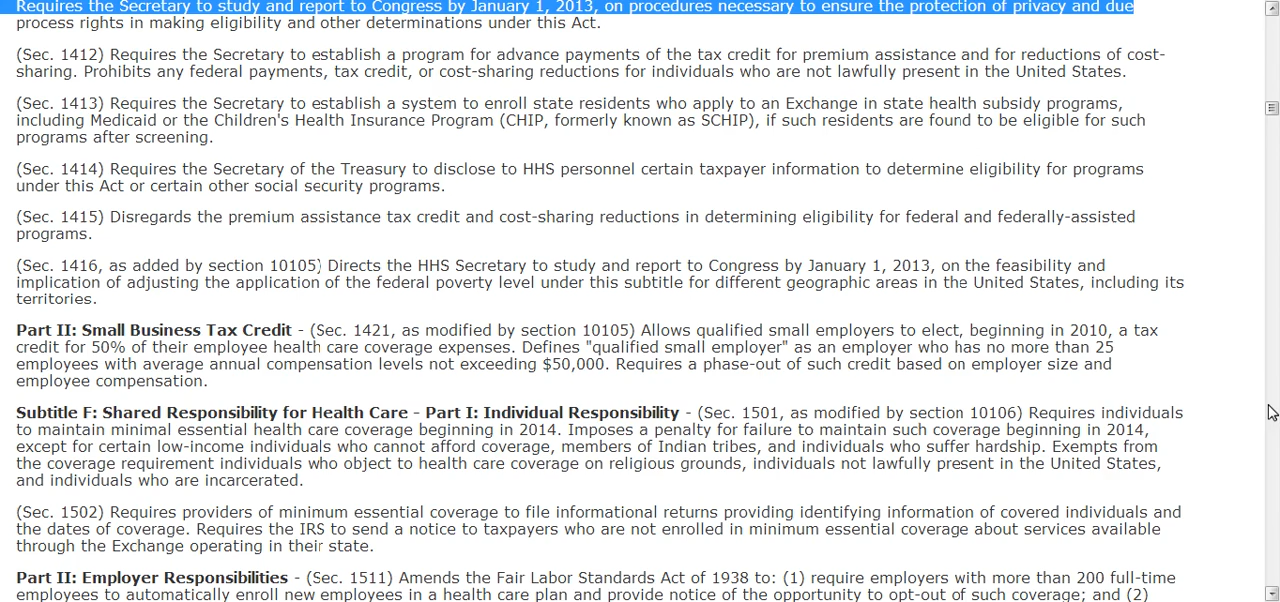 Requires the Secretary to study and report to Congress by January 1, 2013, on procedures necessary to ensure the protection of privacy and due
process rights in making eligibility and other determinations under this Act.
(Sec. 1412) Requires the Secretary to establish a program for advance payments of the tax credit for premium assistance and for reductions of cost-
sharing. Prohibits any federal payments, tax credit, or cost-sharing reductions for individuals who are not lawfully present in the United States.
(Sec. 1413) Requires the Secretary to establish a system to enroll state residents who apply to an Exchange in state health subsidy programs,
including Medicaid or the Children's Health Insurance Program (CHIP, formerly known as SCHIP), if such residents are found to be eligible for such
programs after screening.
(Sec. 1414) Requires the Secretary of the Treasury to disclose to HHS personnel certain taxpayer information to determine eligibility for programs
under this Act or certain other social security programs.
(Sec. 1415) Disregards the premium assistance tax credit and cost-sharing reductions in determining eligibility for federal and federally-assisted
programs.
(Sec. 1416, as added by section 10105) Directs the HHS Secretary to study and report to Congress by January 1, 2013, on the feasibility and
implication of adjusting the application of the federal poverty level under this subtitle for different geographic areas in the United States, including its
territories.
Part II: Small Business Tax Credit - (Sec. 1421, as modified by section 10105) Allows qualified small employers to elect, beginning in 2010, a tax
credit for 50% of their employee health care coverage expenses. Defines "qualified small employer" as an employer who has no more than 25
employees with average annual compensation levels not exceeding $50,000. Requires a phase-out of such credit based on employer size and
employee compensation.
Subtitle F: Shared Responsibility for Health Care - Part I: Individual Responsibility - (Sec. 1501, as modified by section 10106) Requires individuals
to maintain minimal essential health care coverage beginning in 2014. Imposes a penalty for failure to maintain such coverage beginning in 2014,
except for certain low-income individuals who cannot afford coverage, members of Indian tribes, and individuals who suffer hardship. Exempts from
the coverage requirement individuals who object to health care coverage on religious grounds, individuals not lawfully present in the United States,
and individuals who are incarcerated.
(Sec. 1502) Requires providers of minimum essential coverage to file informational returns providing identifying information of covered individuals and
the dates of coverage. Requires the IRS to send a notice to taxpayers who are not enrolled in minimum essential coverage about services available
through the Exchange operating in their state.
Part II: Employer Responsibilities - (Sec. 1511) Amends the Fair Labor Standards Act of 1938 to: (1) require employers with more than 200 full-time
employees to automatically enroll new employees in a health care plan and provide notice of the opportunity to opt-out of such coverage; and (2)